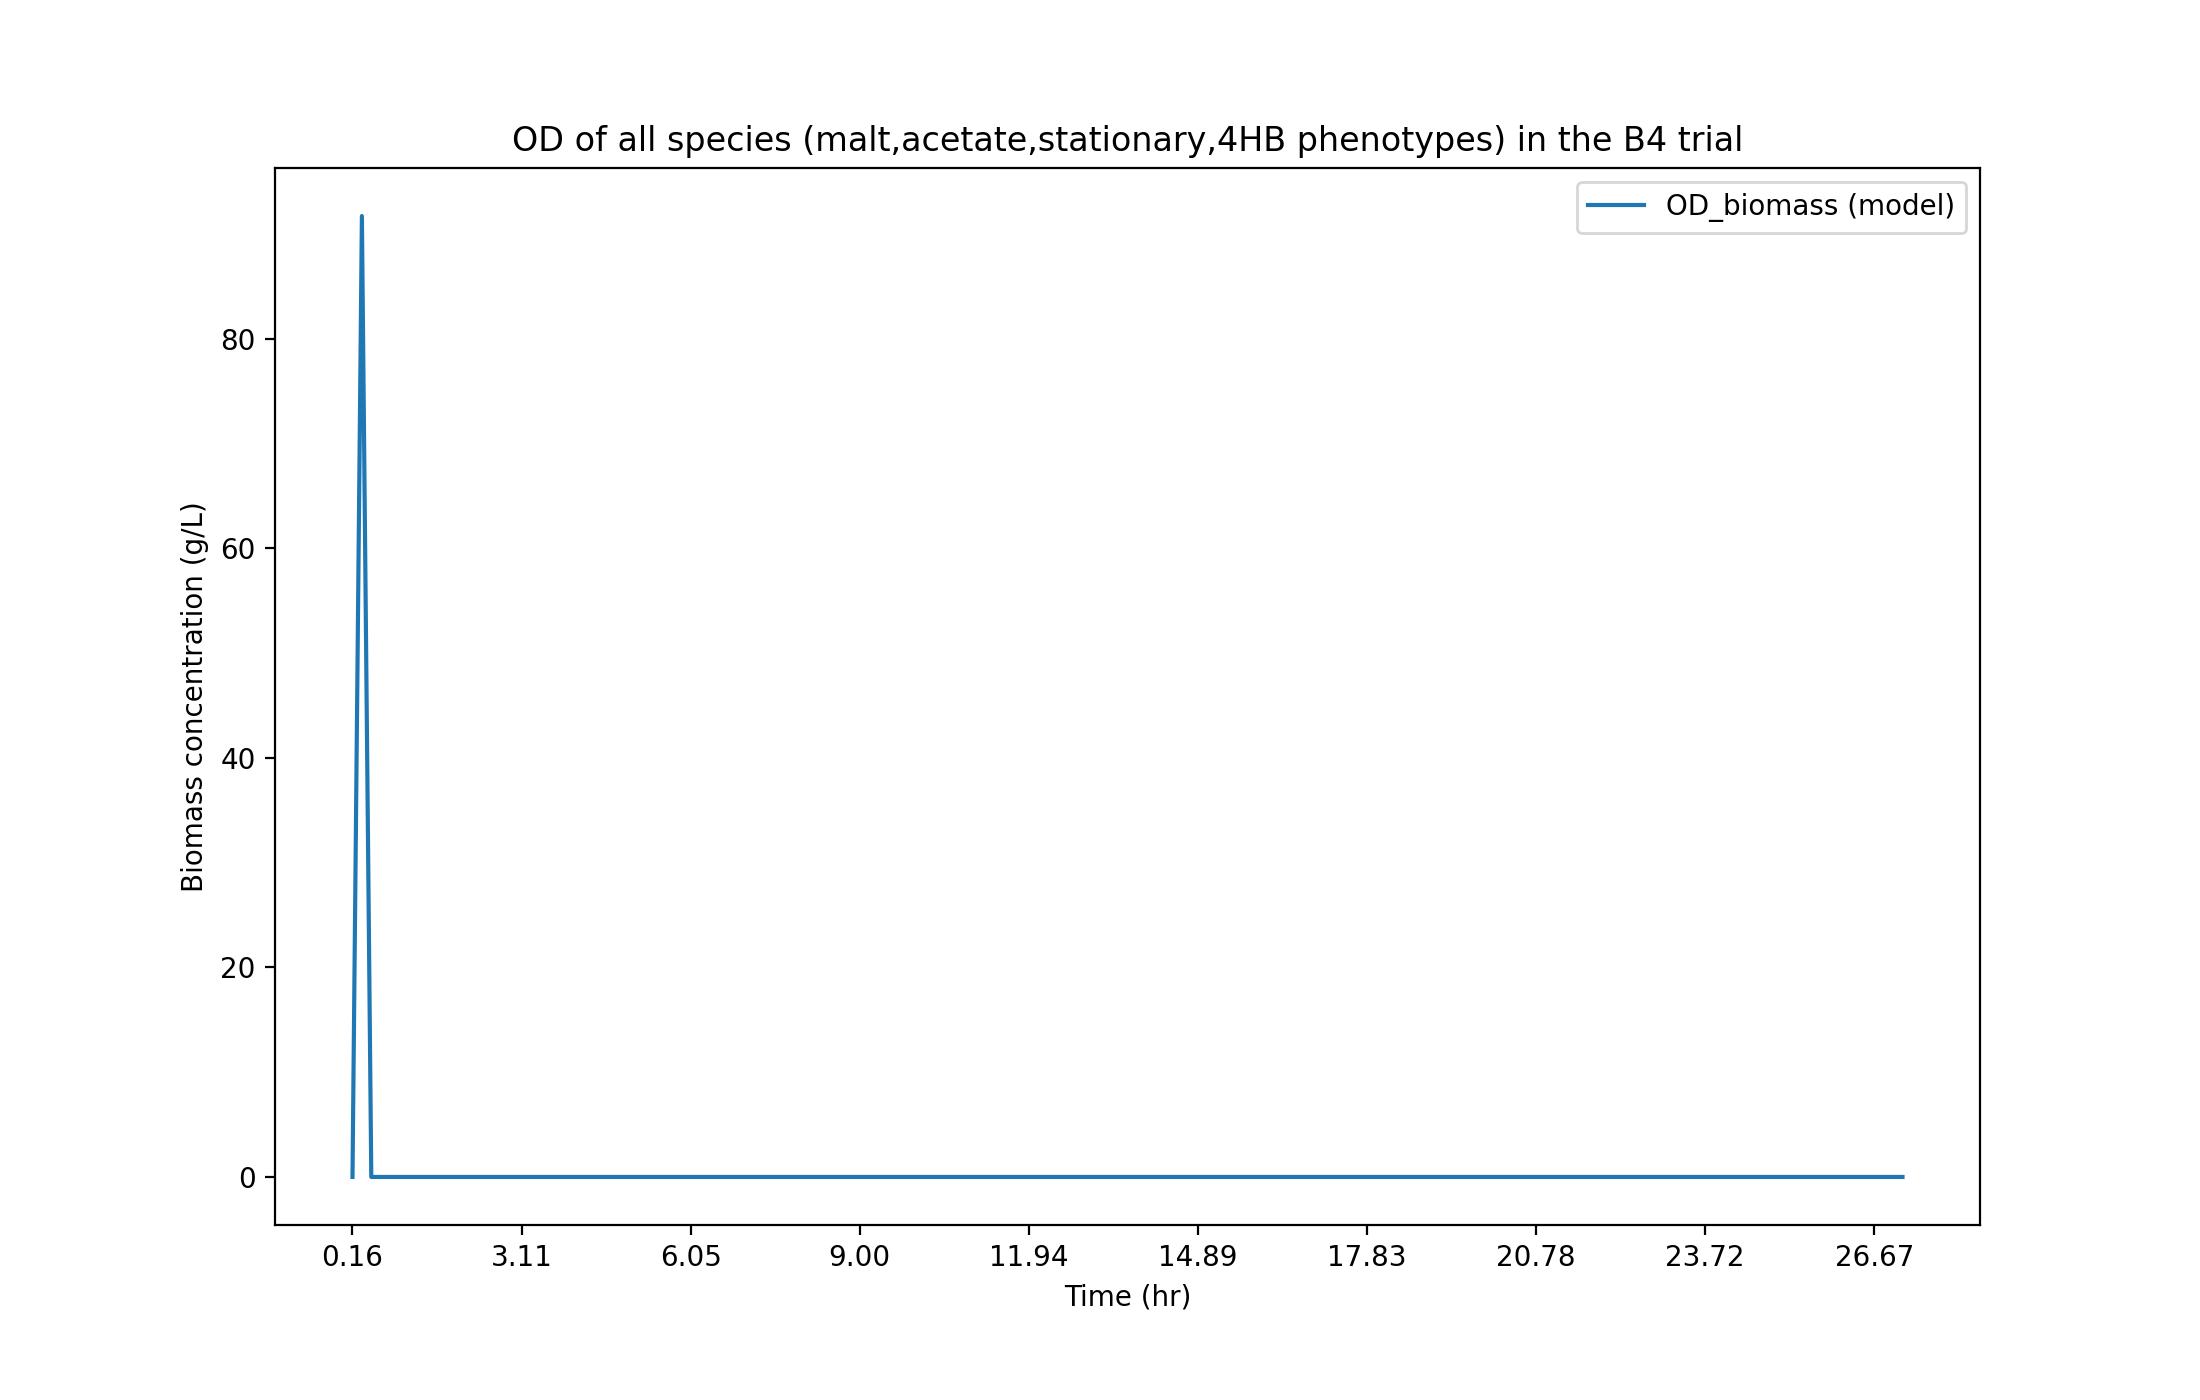 OD of all species (malt,acetate,stationary,4HB phenotypes) in the B4 trial
OD_biomass (model)
Biomass concentration (g/L)
80
60
40
20
0
0.16 3.11 6.05 9.00 11.94 14.89 17.83 20.78 23.72 26.67
Time (hr)